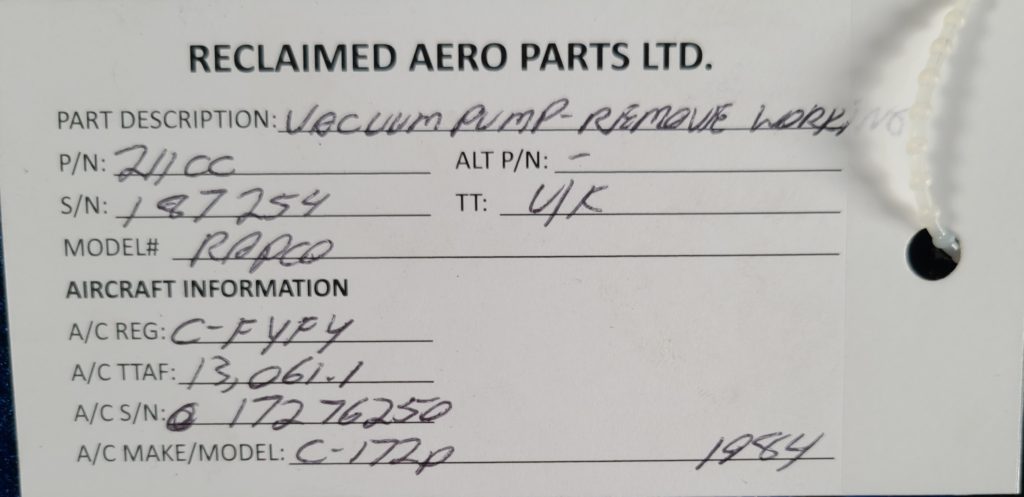 RECLAIMED AERO PARTS LTD.
PART DESCRIPTION: VACUUM PUMP - REMOVE WORKING
P/N: 211CC ALT P/N: -
S/N: 187254 TT: U/K
MODEL# RAPCO
AIRCRAFT INFORMATION
A/C REG: C-FYFY
A/C TTAF: 13,061.1
A/C S/N: 17276250
A/C MAKE/MODEL: C-172p 1984